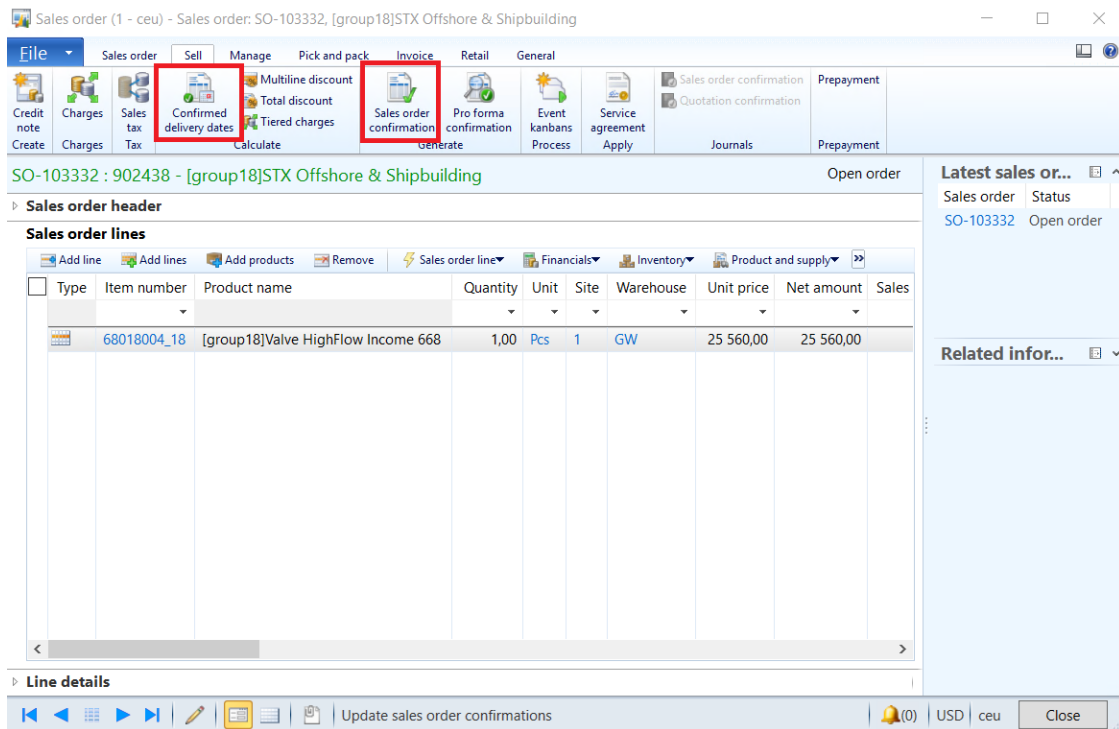 Sales order (1 - ceu) - Sales order: SO-103332, [group18]STX Offshore & Shipbuilding
File Sales order Sell Manage Pick and pack Invoice Retail General
Credit note
Charges
Sales tax
Confirmed delivery dates
Multiline discount
Total discount
Tiered charges
Sales order confirmation
Pro forma confirmation
Event kanbans
Service agreement
Sales order confirmation
Quotation confirmation
Prepayment
Create Charges Tax Calculate Generate Process Apply Journals Prepayment
SO-103332 : 902438 - [group18]STX Offshore & Shipbuilding Open order
Sales order header
Sales order lines
Add line Add lines Add products Remove Sales order line Financials Inventory Product and supply
Type Item number Product name Quantity Unit Site Warehouse Unit price Net amount Sales
68018004_18 [group18]Valve HighFlow Income 668 1,00 Pcs 1 GW 25 560,00 25 560,00
Line details
Latest sales or...
Sales order Status
SO-103332 Open order
Related infor...
Update sales order confirmations (0) USD ceu Close